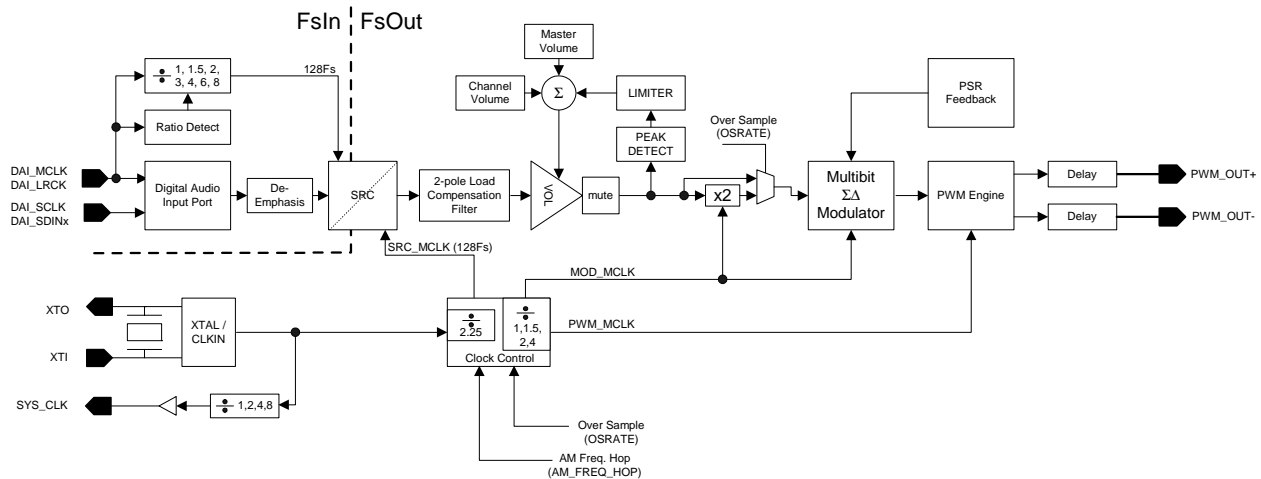 FsIn FsOut
Master
Volume
÷ 1, 1.5, 2,
3, 4, 6, 8
128Fs
Channel
Volume
Σ
LIMITER
PSR
Feedback
Ratio Detect
PEAK
DETECT
Over Sample
(OSRATE)
DAI_MCLK
DAI_LRCK
DAI_SCLK
DAI_SDINx
Digital Audio
Input Port
De-
Emphasis
SRC
2-pole Load
Compensation
Filter
VOL
mute
x2
Multibit
ΣΔ
Modulator
PWM Engine
Delay
PWM_OUT+
Delay
PWM_OUT-
SRC_MCLK (128Fs)
MOD_MCLK
XTO
XTI
XTAL /
CLKIN
÷
2.25
÷
1,1.5,
2,4
Clock Control
PWM_MCLK
SYS_CLK
÷ 1,2,4,8
Over Sample
(OSRATE)
AM Freq. Hop
(AM_FREQ_HOP)